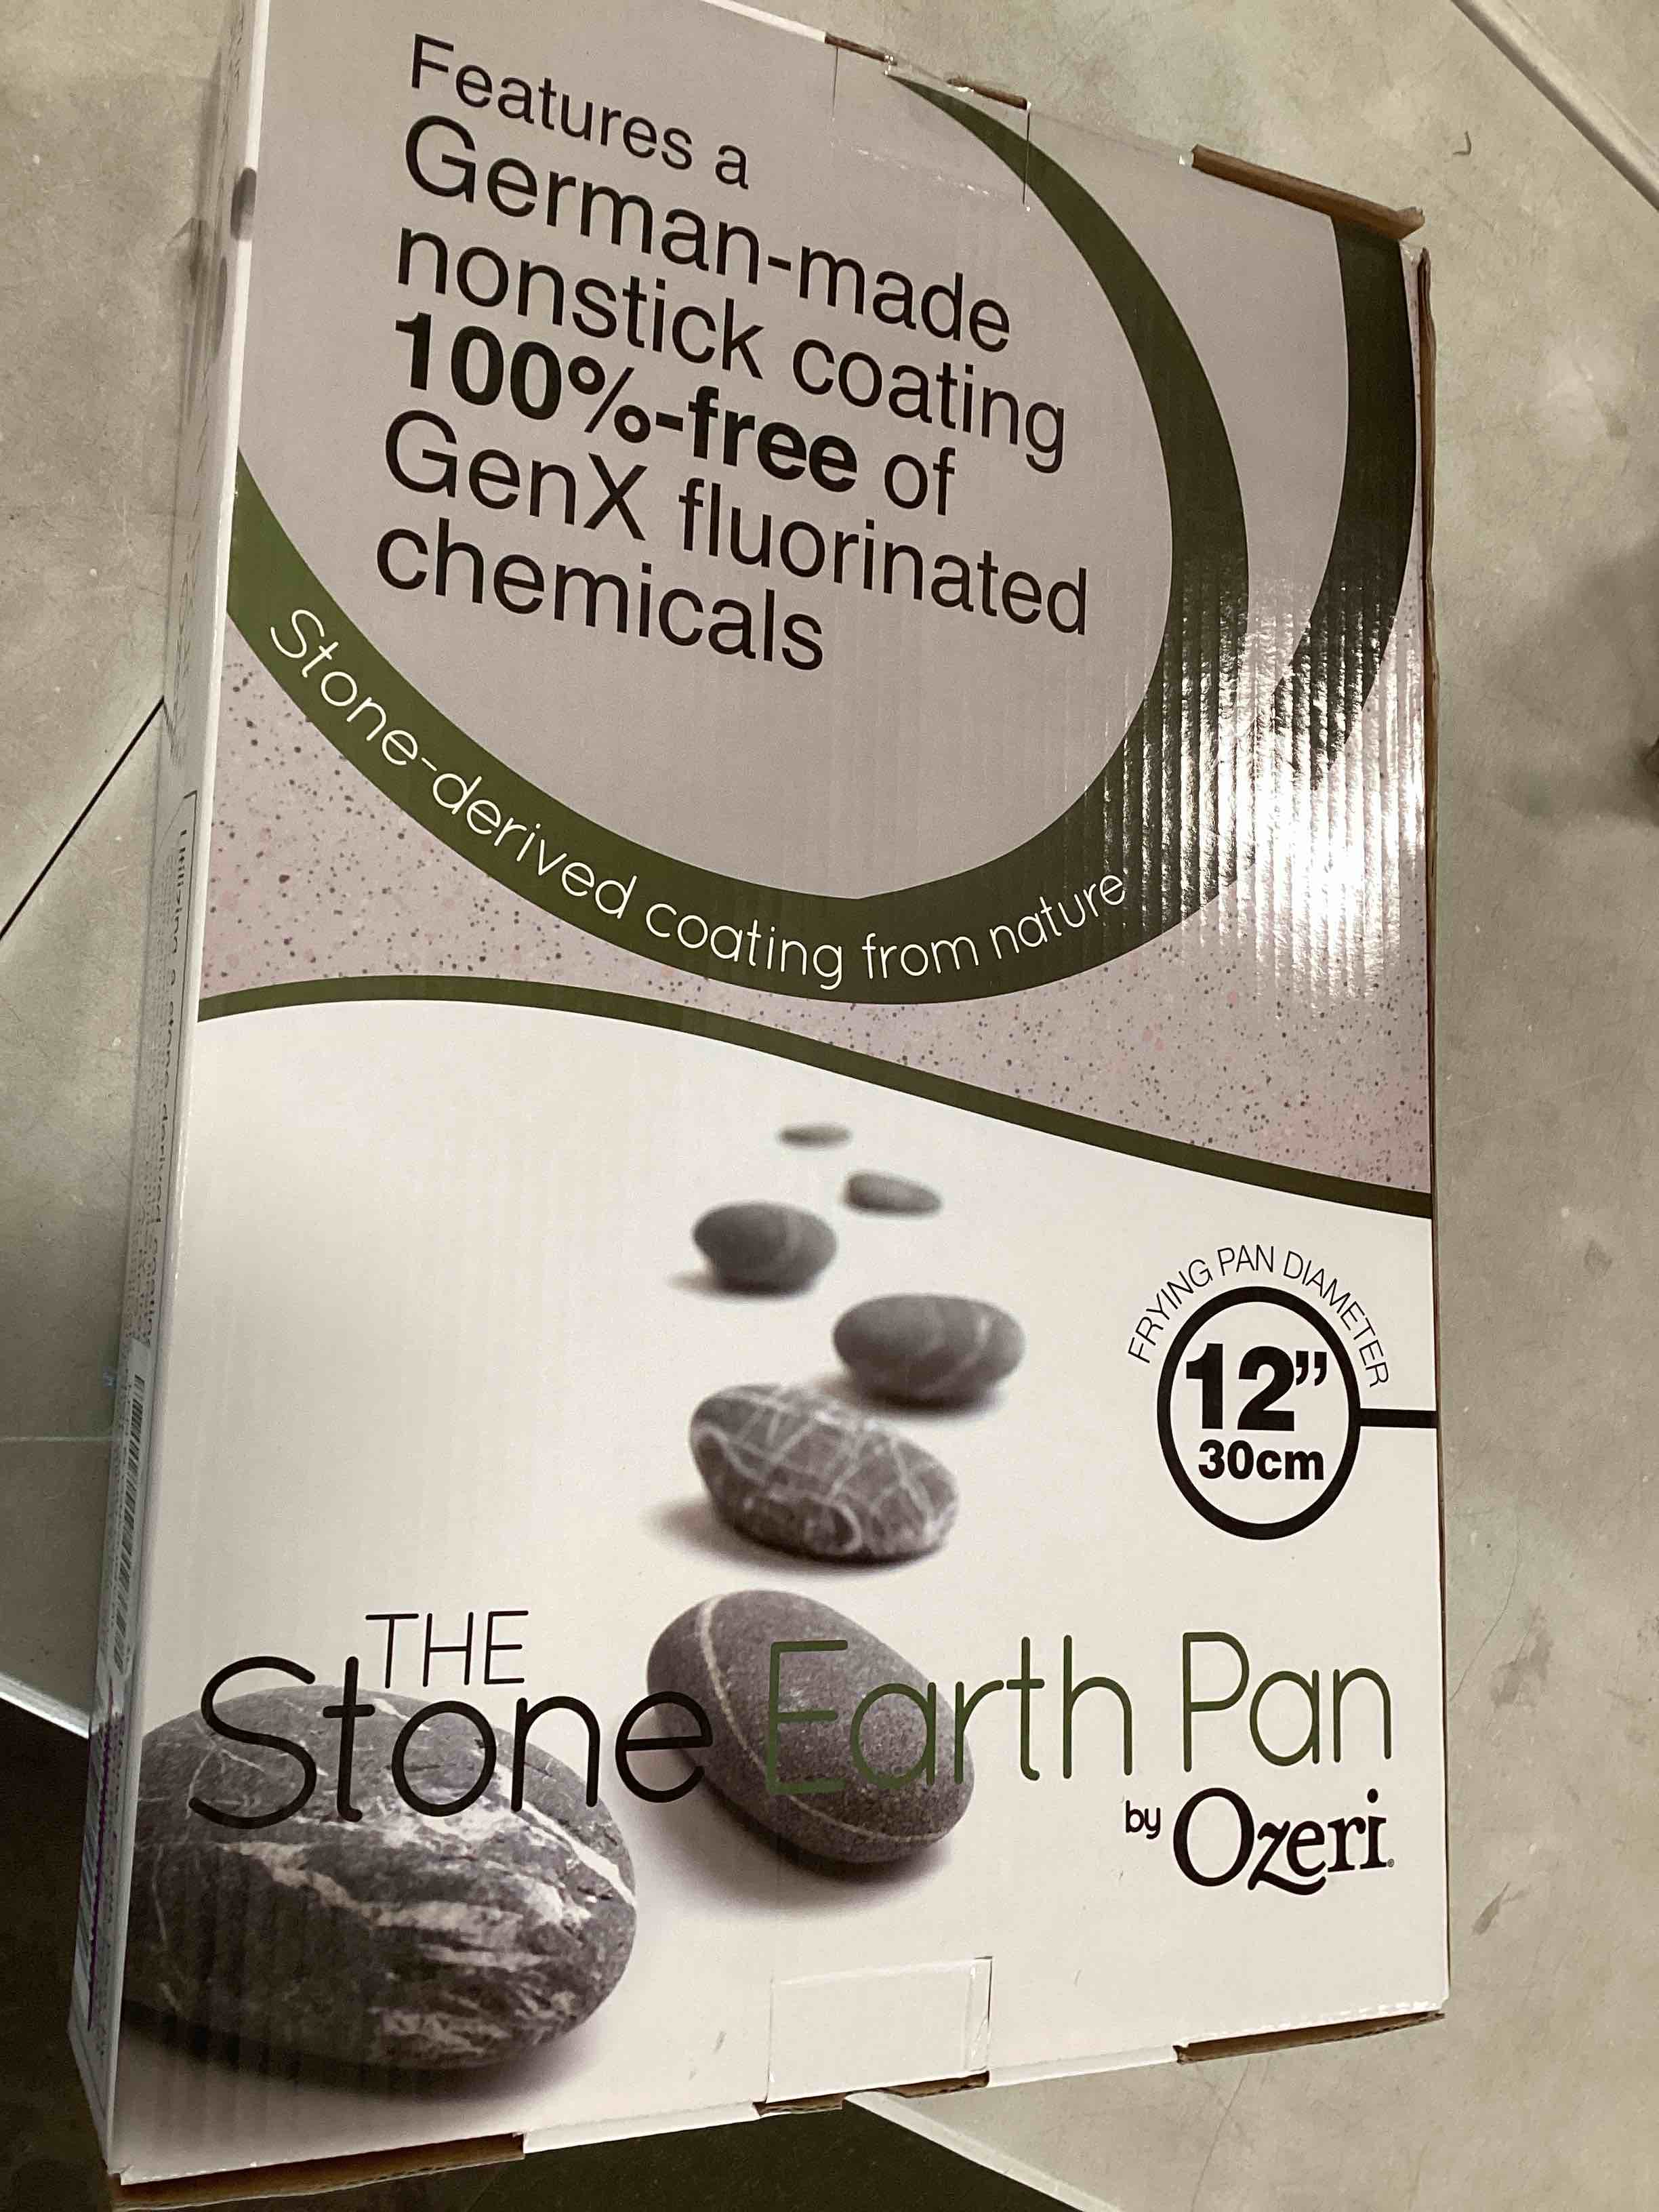 Features a
German-made
nonstick coating
100%-free of
GenX fluorinated
chemicals
Stone-derived coating from nature
FRYING PAN DIAMETER
12”
30cm
THE
Stone Earth Pan
by Ozeri